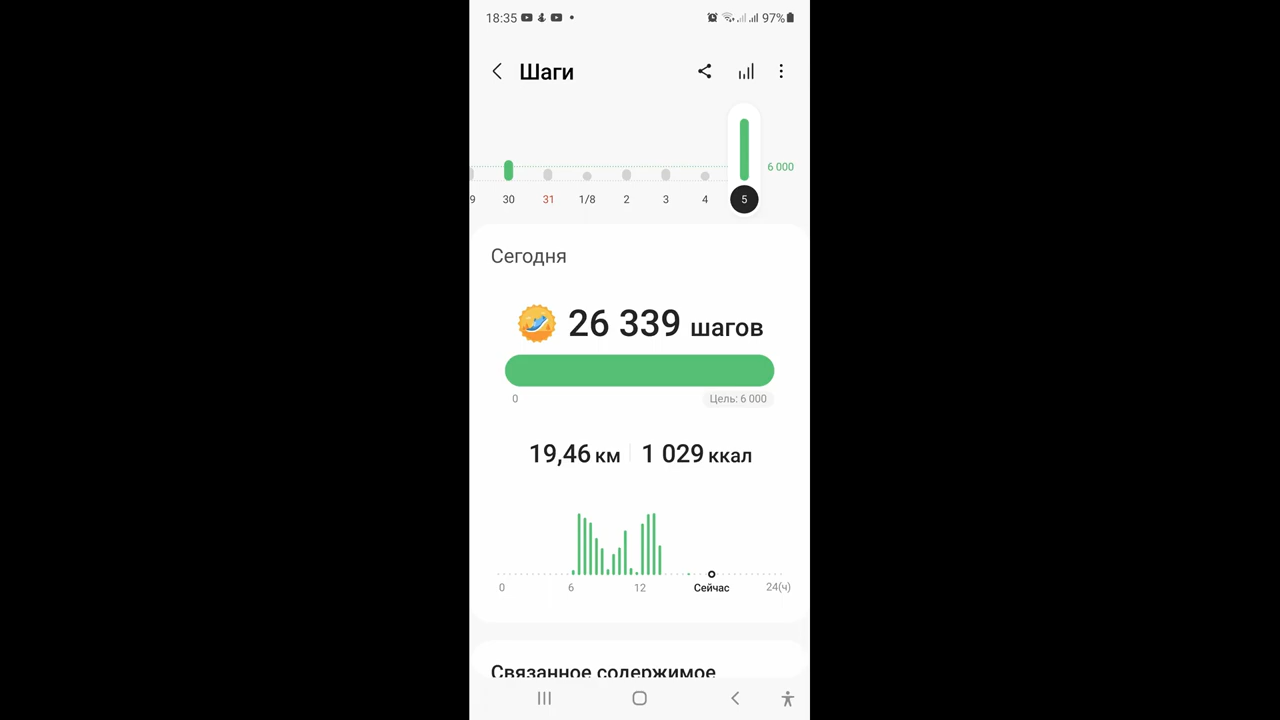 18:35 97%
Шаги
6 000
9 30 31 1/8 2 3 4 5
Сегодня
26 339 шагов
0 Цель: 6 000
19,46 км 1 029 ккал
0 6 12 Сейчас 24(ч)
Связанное содержимое